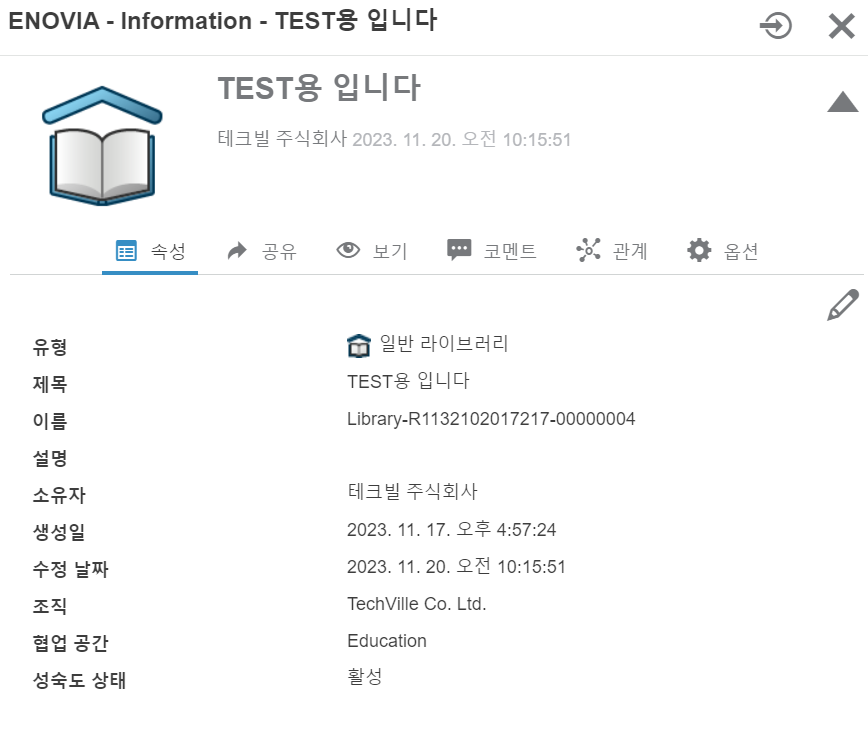 ENOVIA - Information - TEST용 입니다
TEST용 입니다
테크빌 주식회사 2023. 11. 20. 오전 10:15:51
속성 공유 보기 코멘트 관계 옵션
유형 일반 라이브러리
제목 TEST용 입니다
이름 Library-R1132102017217-00000004
설명
소유자 테크빌 주식회사
생성일 2023. 11. 17. 오후 4:57:24
수정 날짜 2023. 11. 20. 오전 10:15:51
조직 TechVille Co. Ltd.
협업 공간 Education
성숙도 상태 활성